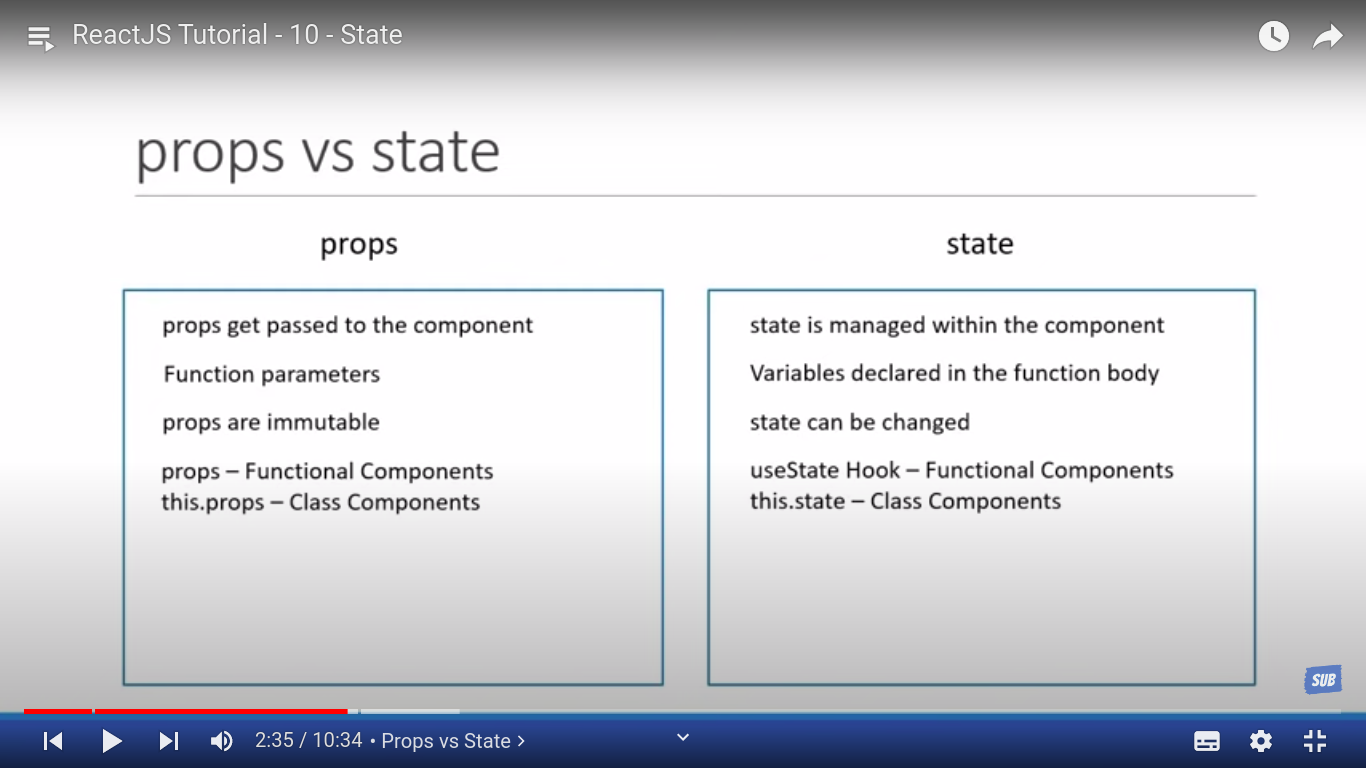 ReactJS Tutorial - 10 - State
props vs state
props
props get passed to the component
Function parameters
props are immutable
props – Functional Components
this.props – Class Components
state
state is managed within the component
Variables declared in the function body
state can be changed
useState Hook – Functional Components
this.state – Class Components
SUB
2:35 / 10:34 • Props vs State >